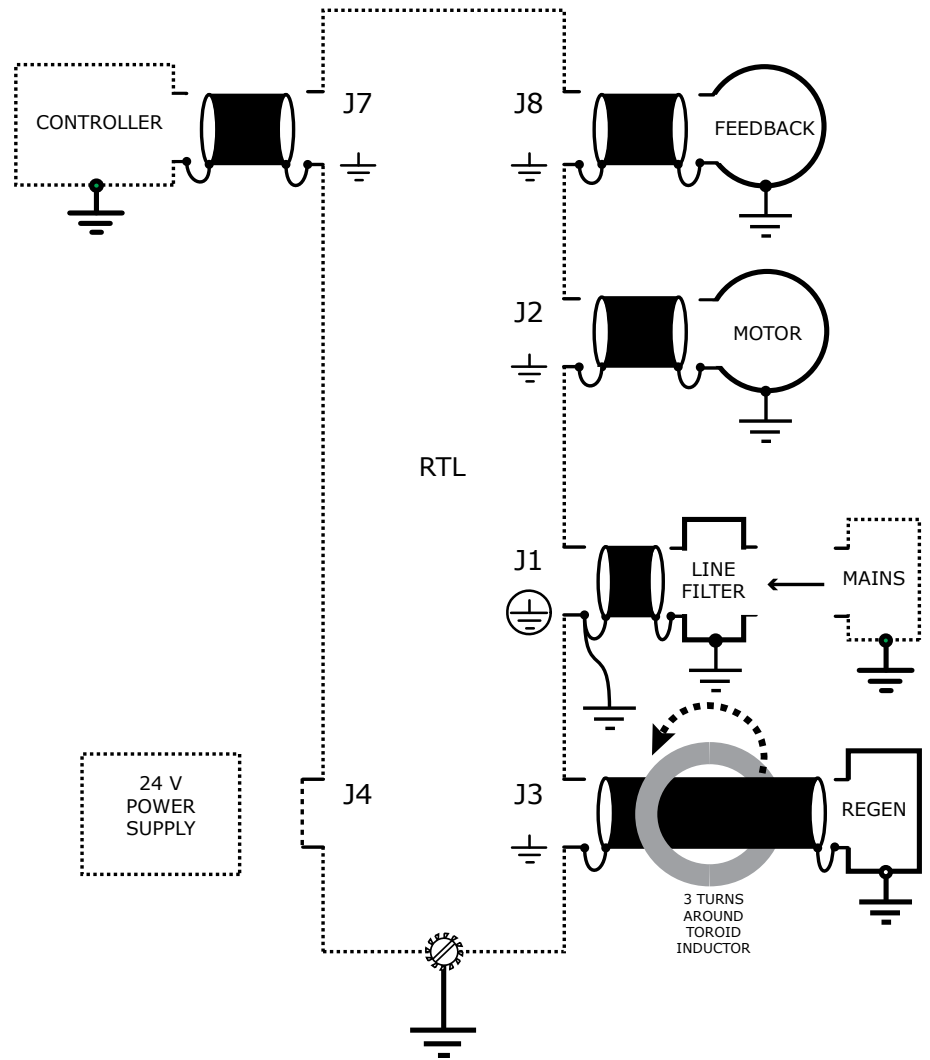 CONTROLLER
J7
J8
FEEDBACK
J2
MOTOR
RTL
J1
LINE
FILTER
MAINS
24 V
POWER
SUPPLY
J4
J3
REGEN
3 TURNS
AROUND
TOROID
INDUCTOR